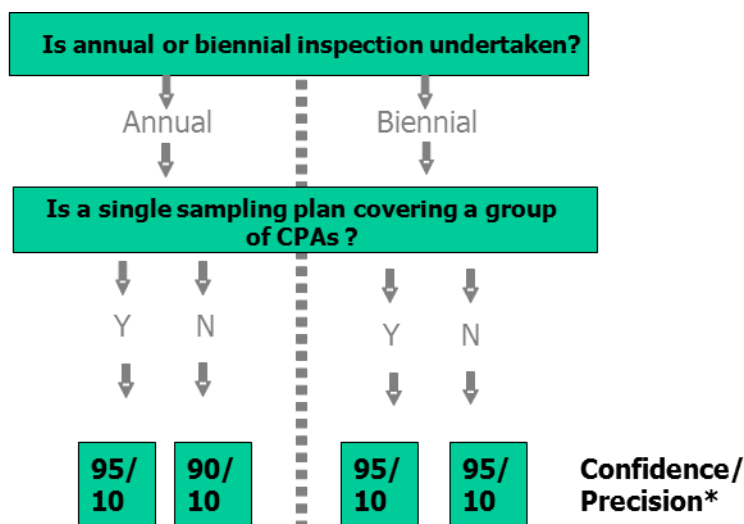 Is annual or biennial inspection undertaken?
Annual
Biennial
Is a single sampling plan covering a group
of CPAs ?
Y
N
Y
N
95/
10
90/
10
95/
10
95/
10
Confidence/
Precision*